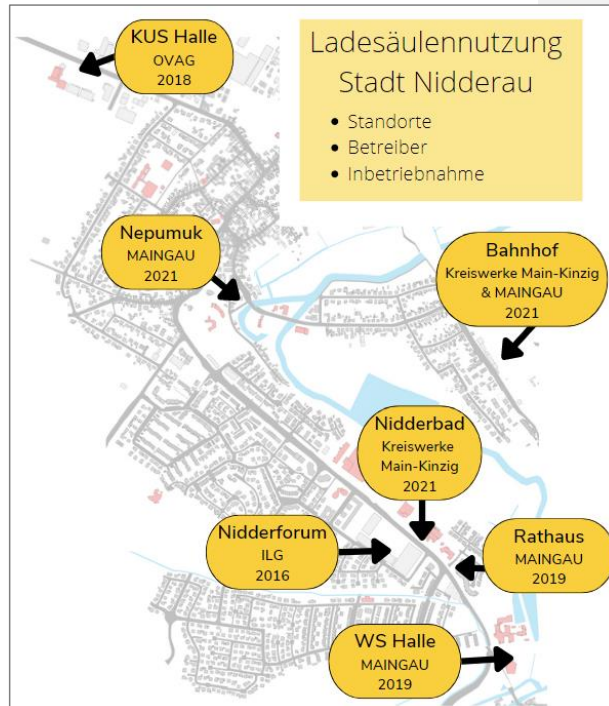 KUS Halle
OVAG
2018
Ladesäulennutzung
Stadt Nidderau
• Standorte
• Betreiber
• Inbetriebnahme
Nepumuk
MAINGAU
2021
Bahnhof
Kreiswerke Main-Kinzig
& MAINGAU
2021
Nidderbad
Kreiswerke
Main-Kinzig
2021
Nidderforum
ILG
2016
Rathaus
MAINGAU
2019
WS Halle
MAINGAU
2019